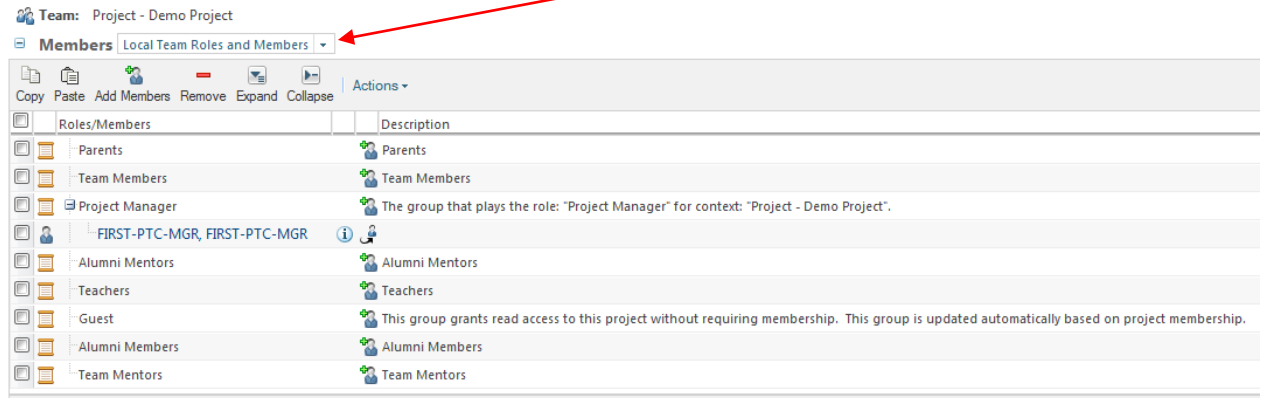 Team: Project - Demo Project
Members Local Team Roles and Members
Copy Paste Add Members Remove Expand Collapse Actions
Roles/Members Description
Parents Parents
Team Members Team Members
Project Manager The group that plays the role: "Project Manager" for context: "Project - Demo Project".
FIRST-PTC-MGR, FIRST-PTC-MGR
Alumni Mentors Alumni Mentors
Teachers Teachers
Guest This group grants read access to this project without requiring membership. This group is updated automatically based on project membership.
Alumni Members Alumni Members
Team Mentors Team Mentors